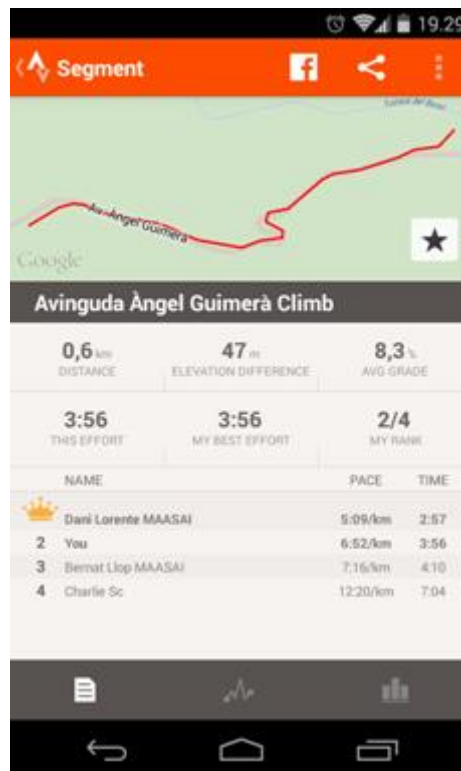 19.29
Segment
Av. Àngel Guimerà
Google
Avinguda Àngel Guimerà Climb
0,6 km 47 m 8,3 %
DISTANCE ELEVATION DIFFERENCE AVG GRADE
3:56 3:56 2/4
THIS EFFORT MY BEST EFFORT MY RANK
NAME PACE TIME
Dani Lorente MAASAI 5:09/km 2:57
2 You 6:52/km 3:56
3 Bernat Llop MAASAI 7:16/km 4:10
4 Charlie Sc 12:20/km 7:04